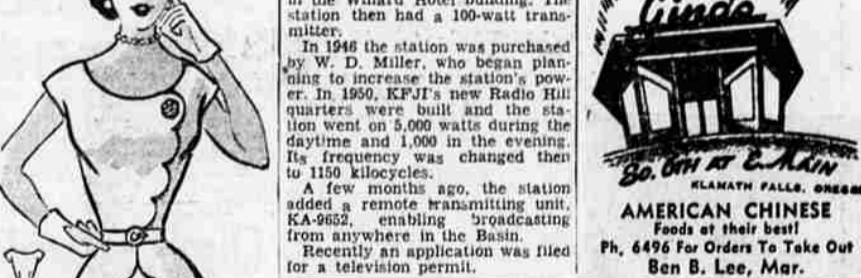 in the Willard Hotel building. The
station then had a 100-watt trans-
mitter.
In 1946 the station was purchased
by W. D. Miller, who began plan-
ning to increase the station's pow-
er. In 1950, KFJI's new Radio Hill
quarters were built and the sta-
tion went on 5,000 watts during the
daytime and 1,000 in the evening.
Its frequency was changed then
to 1150 kilocycles.
A few months ago, the station
added a remote transmitting unit,
KA-9652, enabling broadcasting
from anywhere in the Basin.
Recently an application was filed
for a television permit.
SO. 6TH AT E. MAIN
KLAMATH FALLS, OREGON
AMERICAN CHINESE
Foods at their best!
Ph. 6496 For Orders To Take Out
Ben B. Lee, Mgr.